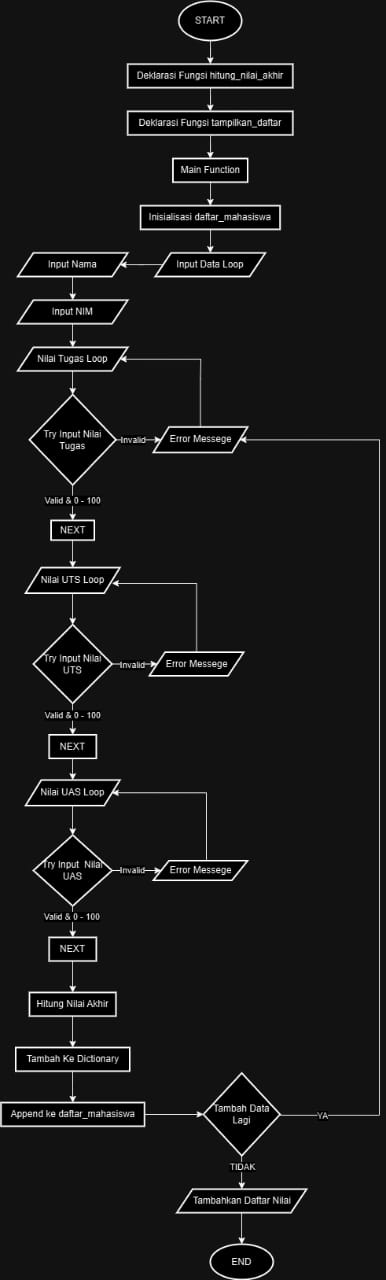 START
Deklarasi Fungsi hitung_nilai_akhir
Deklarasi Fungsi tampilkan_daftar
Main Function
Inisialisasi daftar_mahasiswa
Input Nama
Input Data Loop
Input NIM
Nilai Tugas Loop
Try Input Nilai
Tugas
Invalid
Error Messege
Valid & 0 - 100
NEXT
Nilai UTS Loop
Try Input Nilai
UTS
Invalid
Error Messege
Valid & 0 - 100
NEXT
Nilai UAS Loop
Try Input Nilai
UAS
Invalid
Error Messege
Valid & 0 - 100
NEXT
Hitung Nilai Akhir
Tambah Ke Dictionary
Append ke daftar_mahasiswa
Tambah Data
Lagi
YA
TIDAK
Tambahkan Daftar Nilai
END